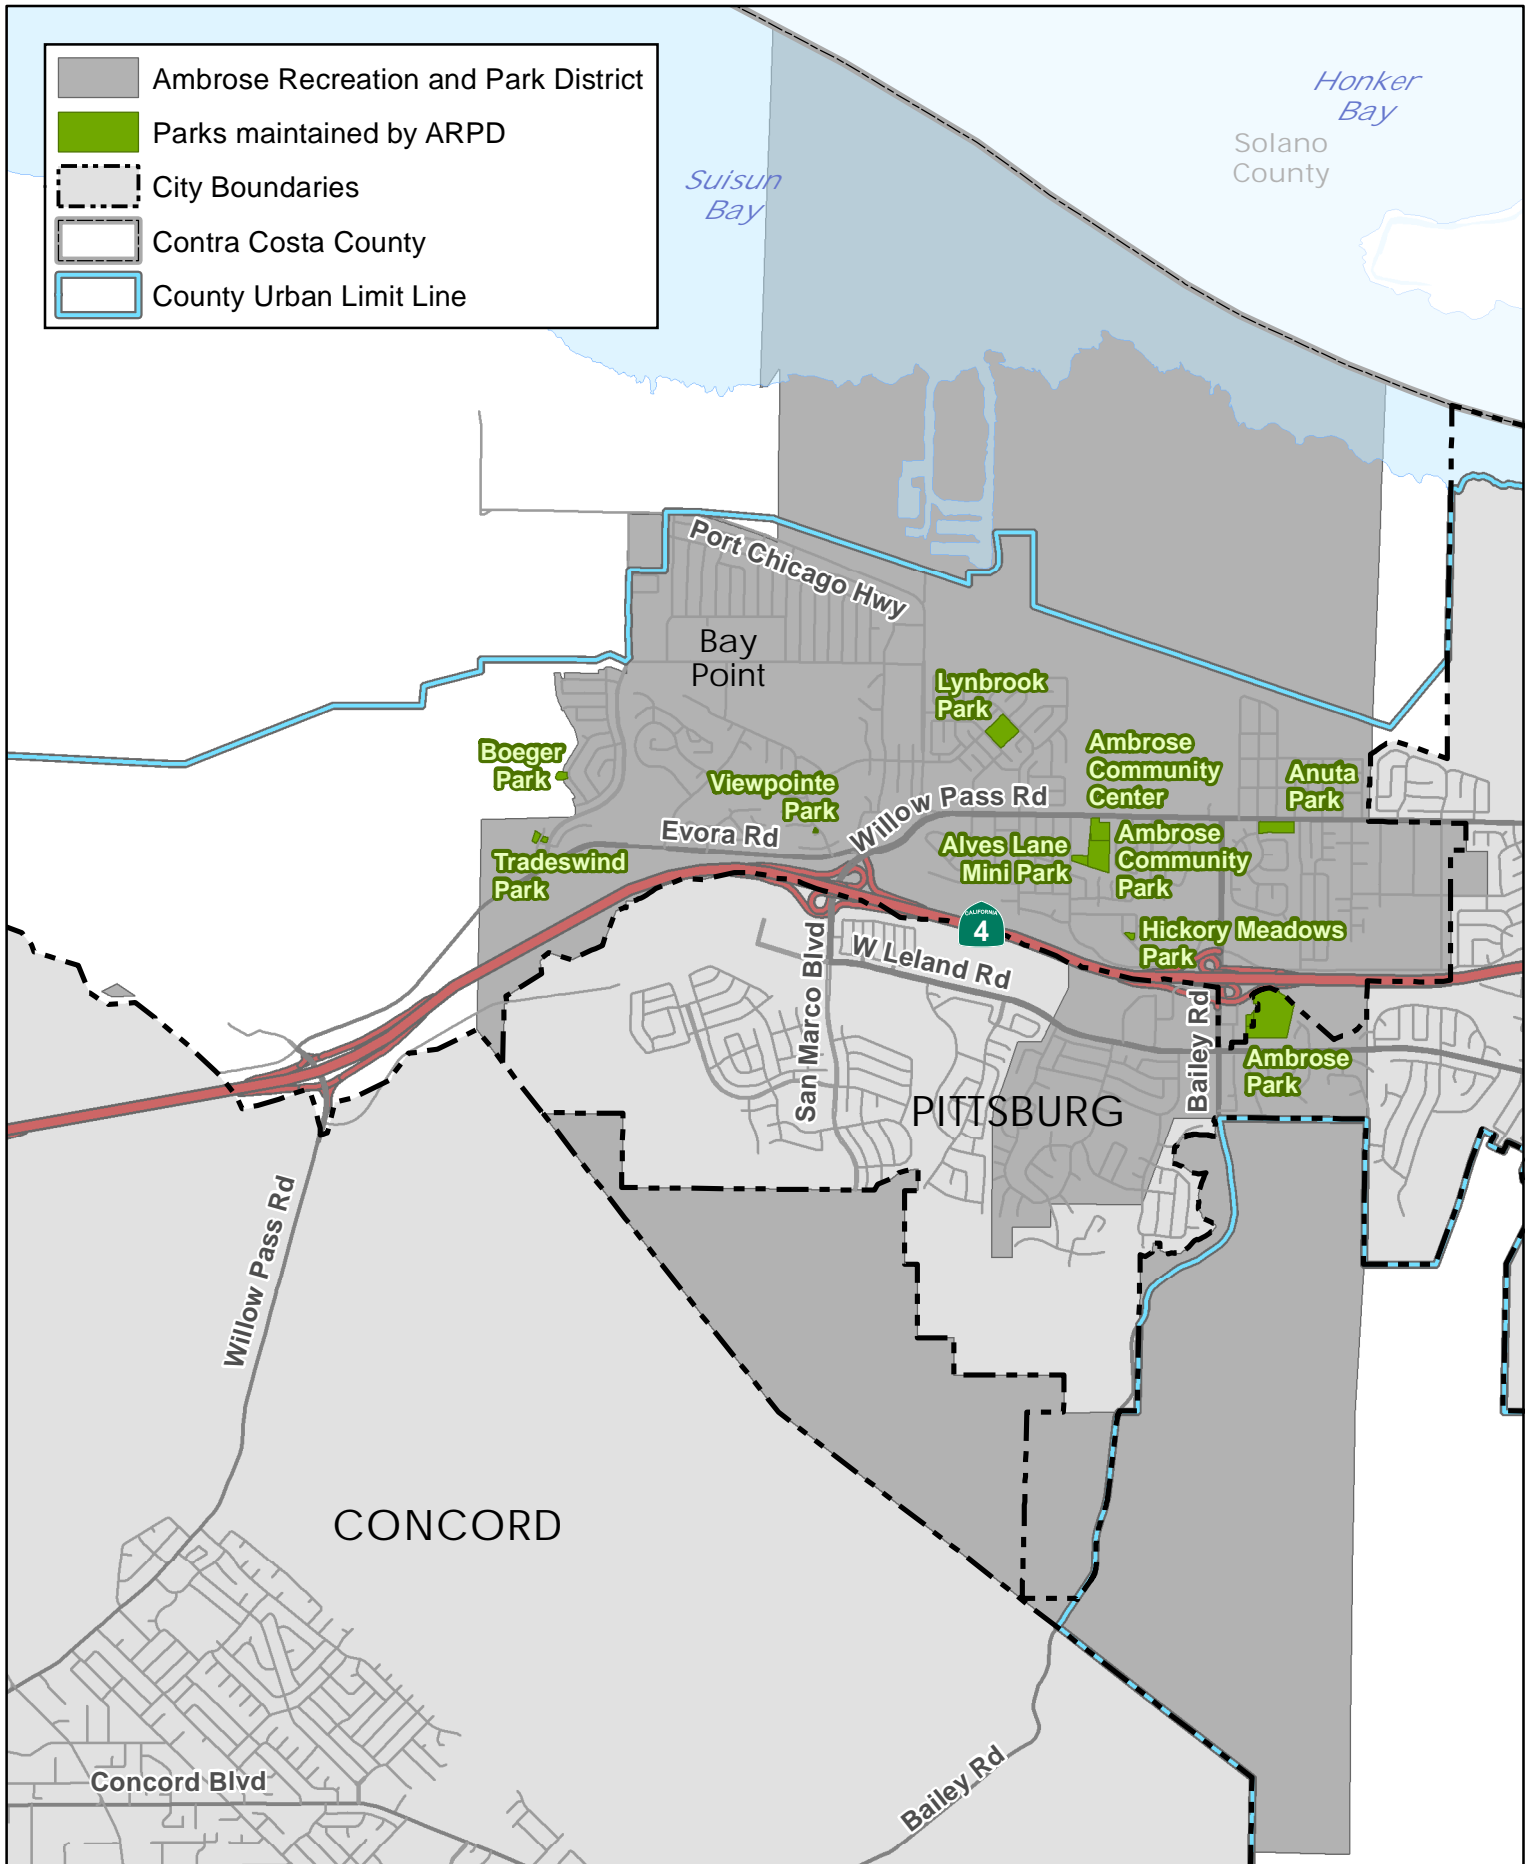 Ambrose Recreation and Park District
Parks maintained by ARPD
City Boundaries
Contra Costa County
County Urban Limit Line
Honker
Bay
Solano
County
Suisun
Bay
Port Chicago Hwy
Bay
Point
Lynbrook
Park
Boeger
Park
Viewpointe
Park
Ambrose
Community
Center
Anuta
Park
Willow Pass Rd
Evora Rd
Tradeswind
Park
Alves Lane
Mini Park
Ambrose
Community
Park
CALIFORNIA
4
Hickory Meadows
Park
W Leland Rd
San Marco Blvd
Bailey Rd
Ambrose
Park
PITTSBURG
Willow Pass Rd
CONCORD
Concord Blvd
Bailey Rd